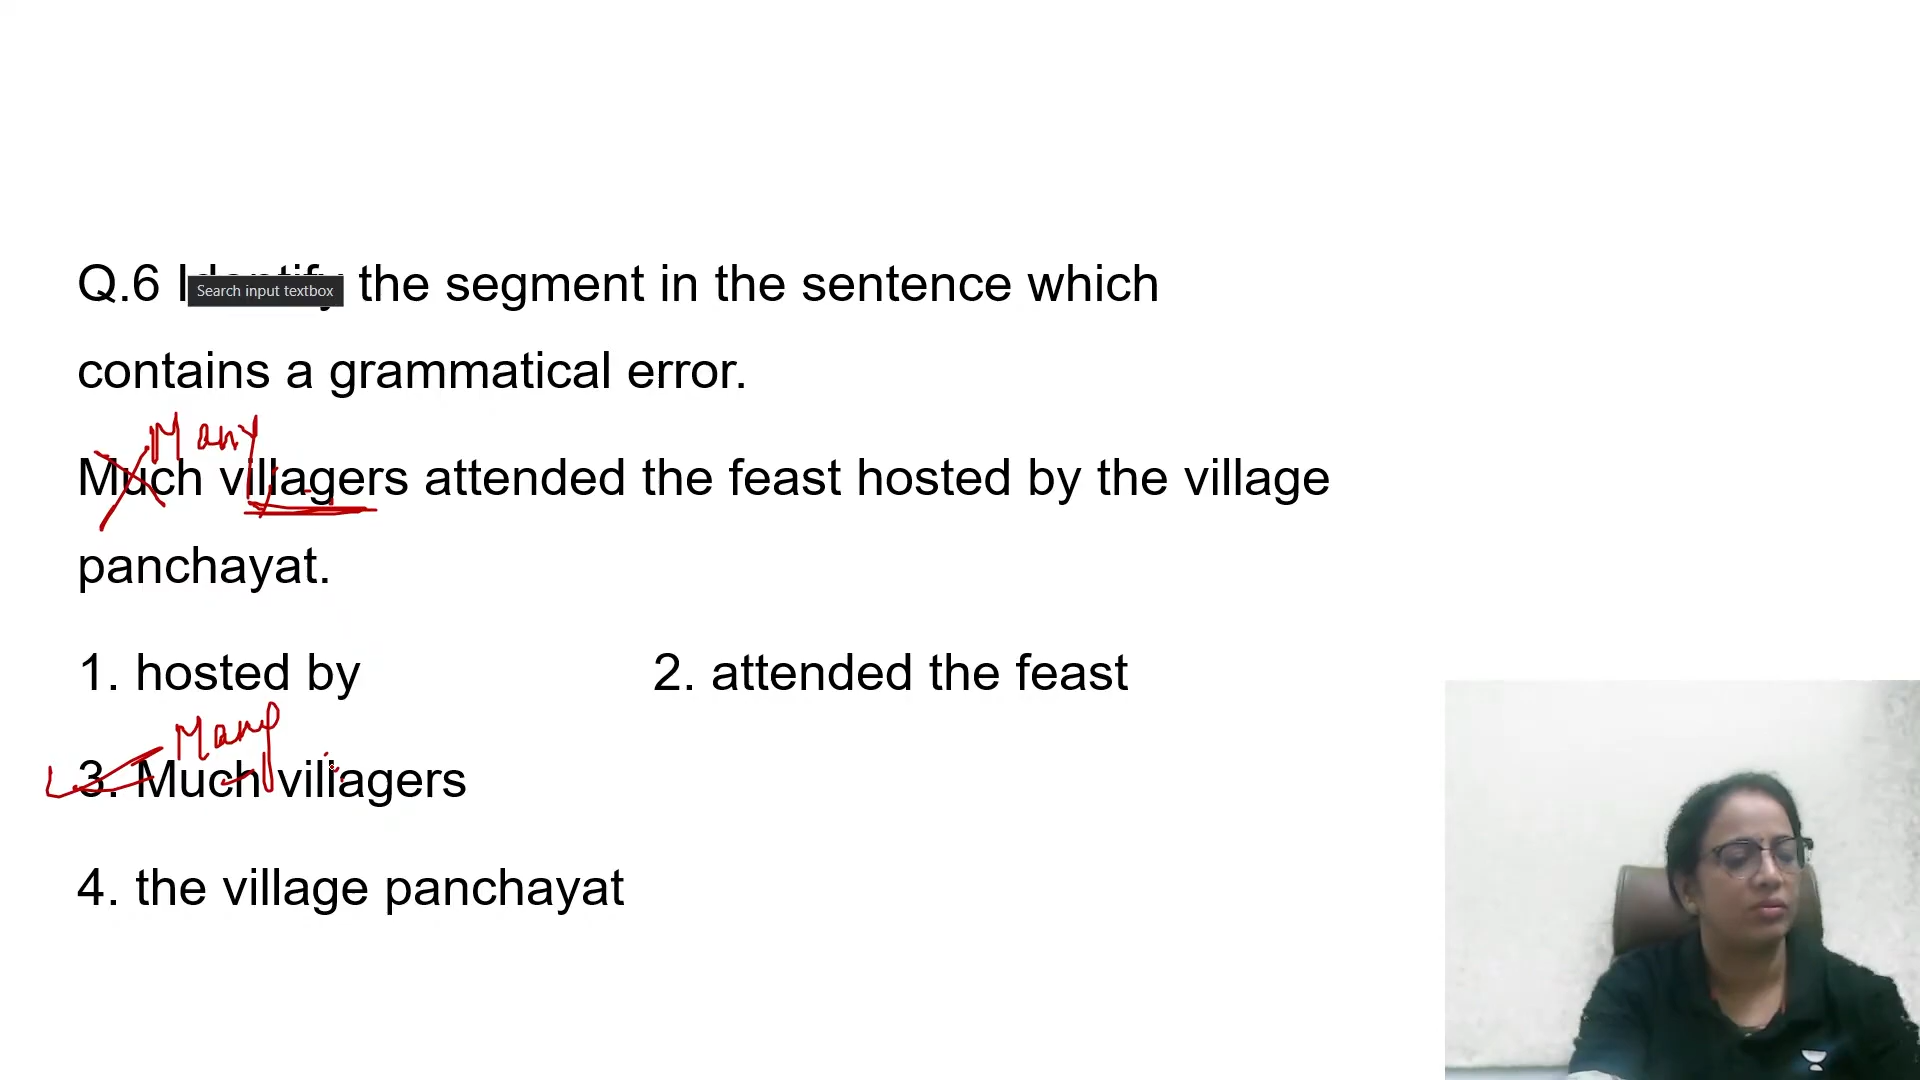 Q.6 I the segment in the sentence which
Search input textbox
contains a grammatical error.
Many
Much villagers attended the feast hosted by the village
panchayat.
1. hosted by 2. attended the feast
Many
3. Much villagers
4. the village panchayat